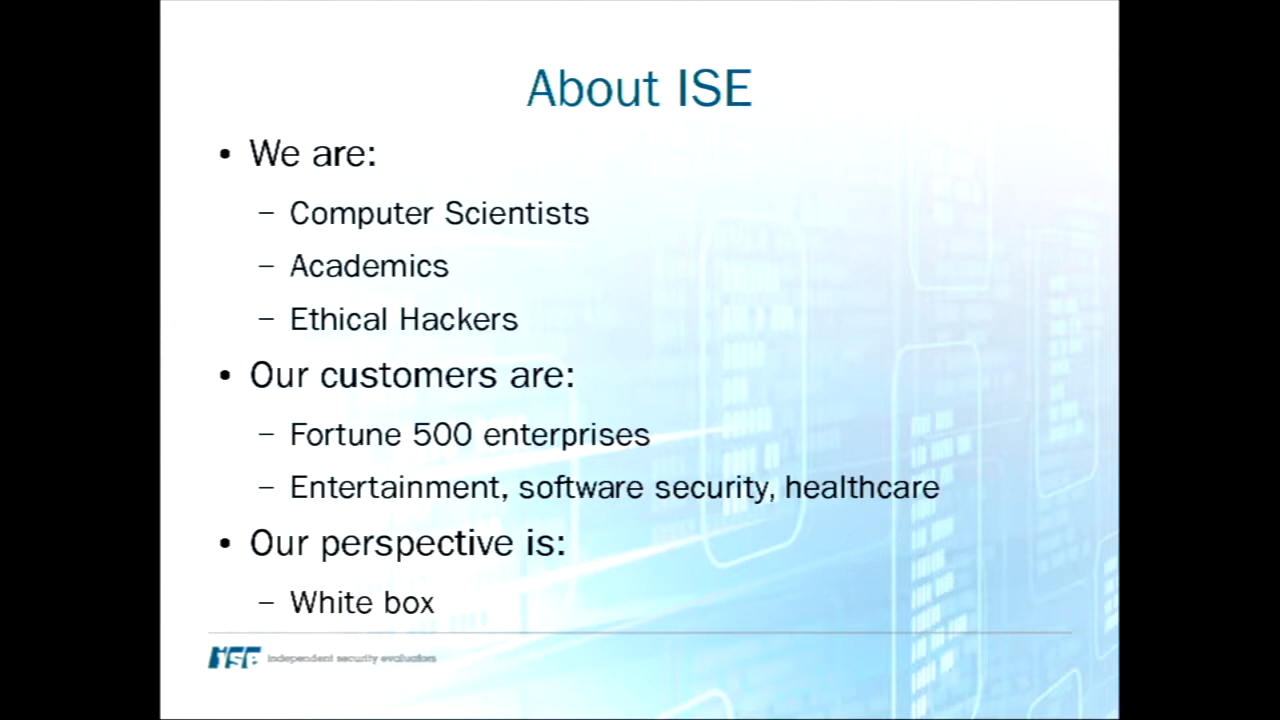 About ISE
• We are:
– Computer Scientists
– Academics
– Ethical Hackers
• Our customers are:
– Fortune 500 enterprises
– Entertainment, software security, healthcare
• Our perspective is:
– White box
ise independent security evaluators